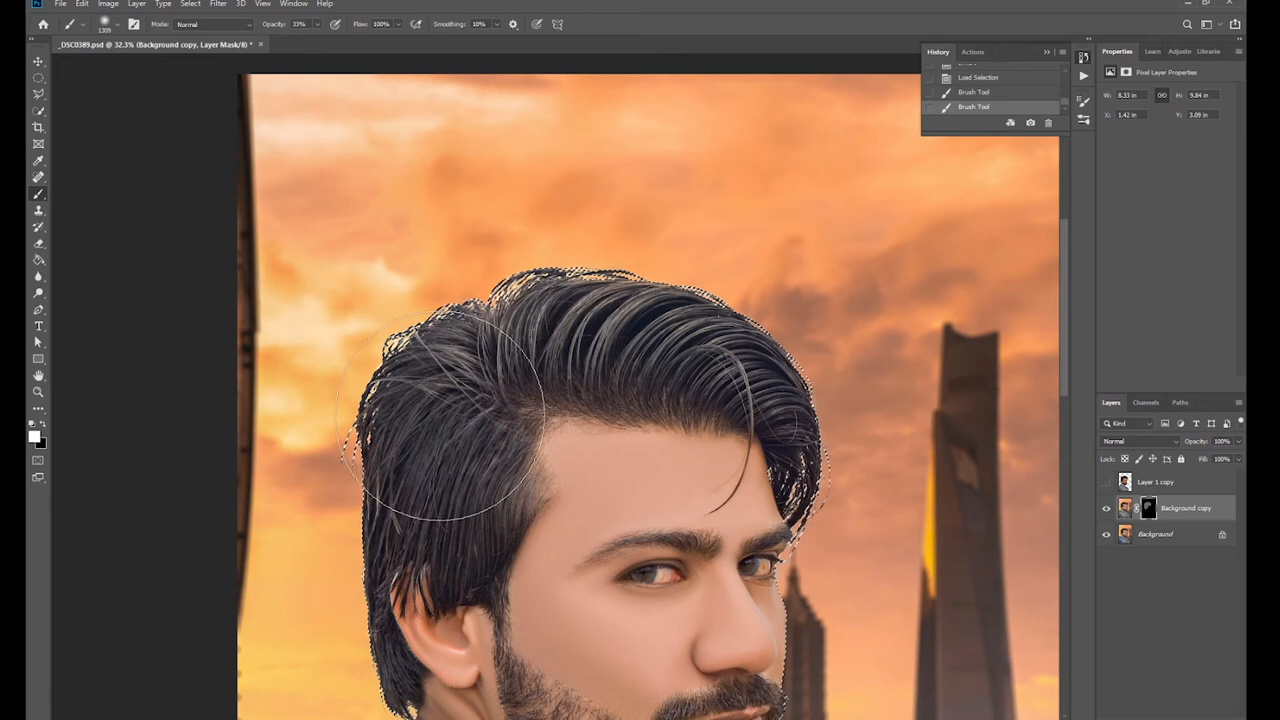 Ps File Edit Image Layer Type Select Filter 3D View Window Help
1309 Mode: Normal Opacity: 33% Flow: 100% Smoothing: 10%
_DSC0389.psd @ 32.3% (Background copy, Layer Mask/8) * ×
History Actions
Load Selection
Brush Tool
Brush Tool
Properties Learn Adjustn Librarie
Pixel Layer Properties
W: 8.33 in H: 9.84 in
X: 1.42 in Y: 3.09 in
Layers Channels Paths
Kind
Normal Opacity: 100%
Lock: Fill: 100%
Layer 1 copy
Background copy
Background